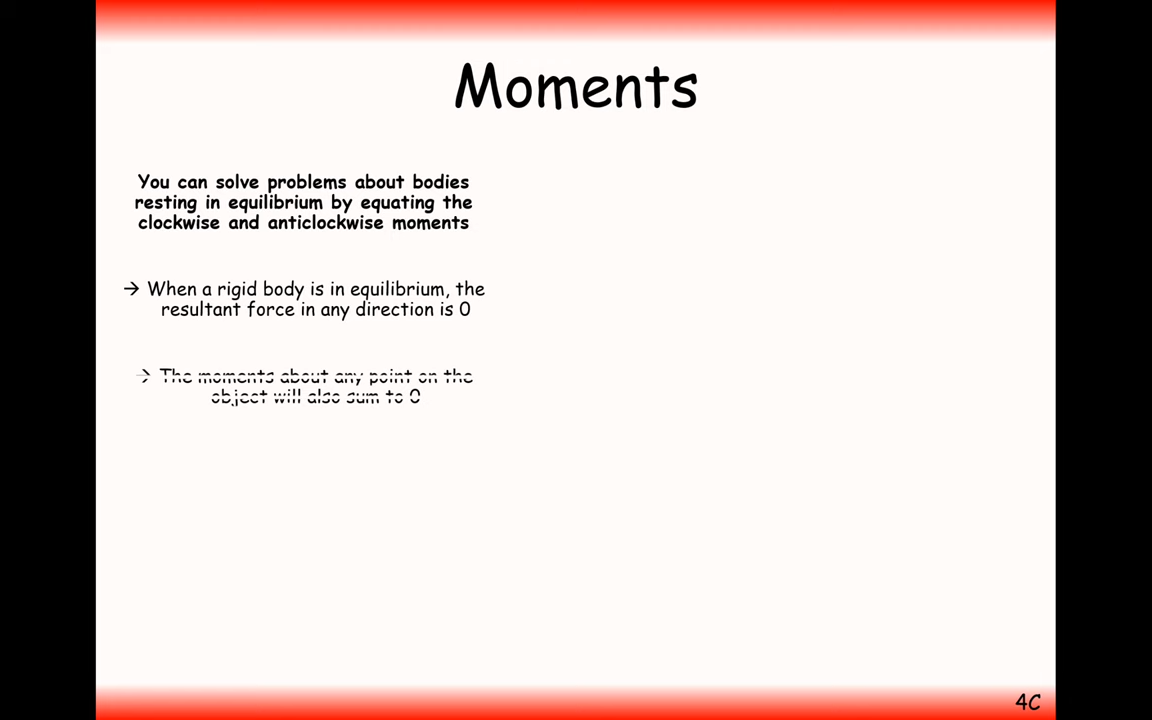 Moments
You can solve problems about bodies
resting in equilibrium by equating the
clockwise and anticlockwise moments
→ When a rigid body is in equilibrium, the
resultant force in any direction is 0
→ The moments about any point on the
object will also sum to 0
4C